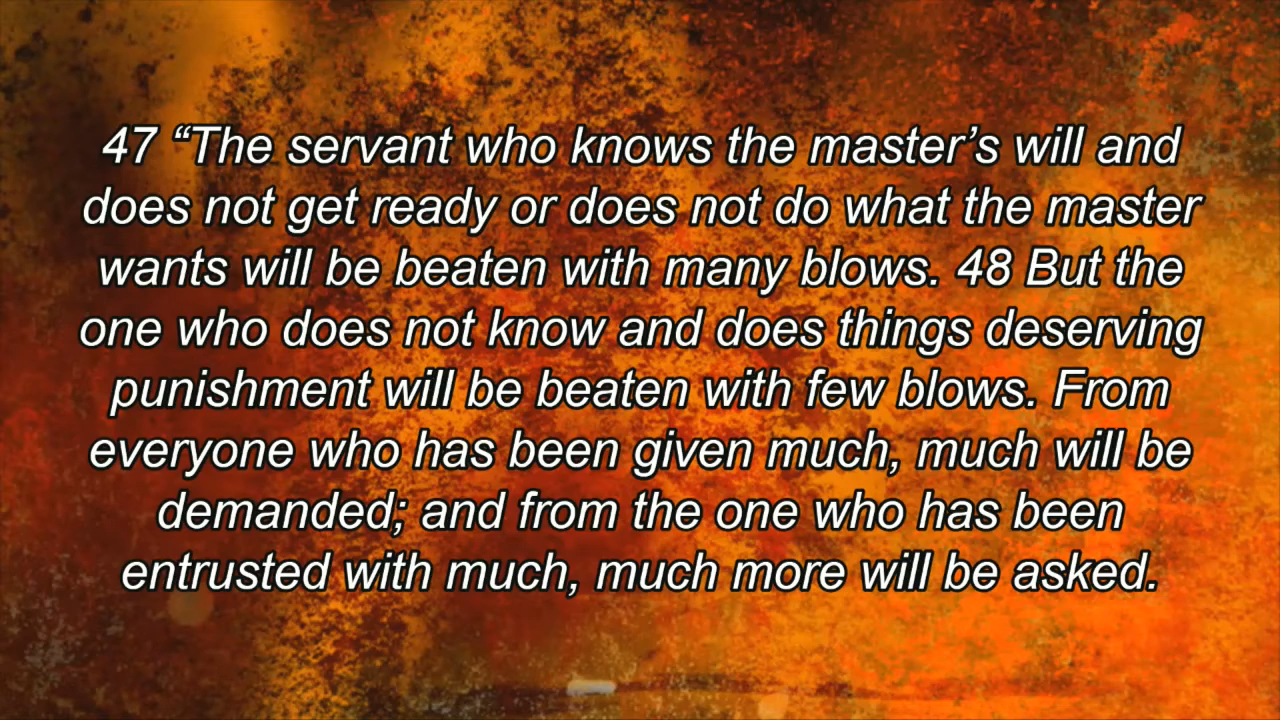 47 “The servant who knows the master’s will and
does not get ready or does not do what the master
wants will be beaten with many blows. 48 But the
one who does not know and does things deserving
punishment will be beaten with few blows. From
everyone who has been given much, much will be
demanded; and from the one who has been
entrusted with much, much more will be asked.